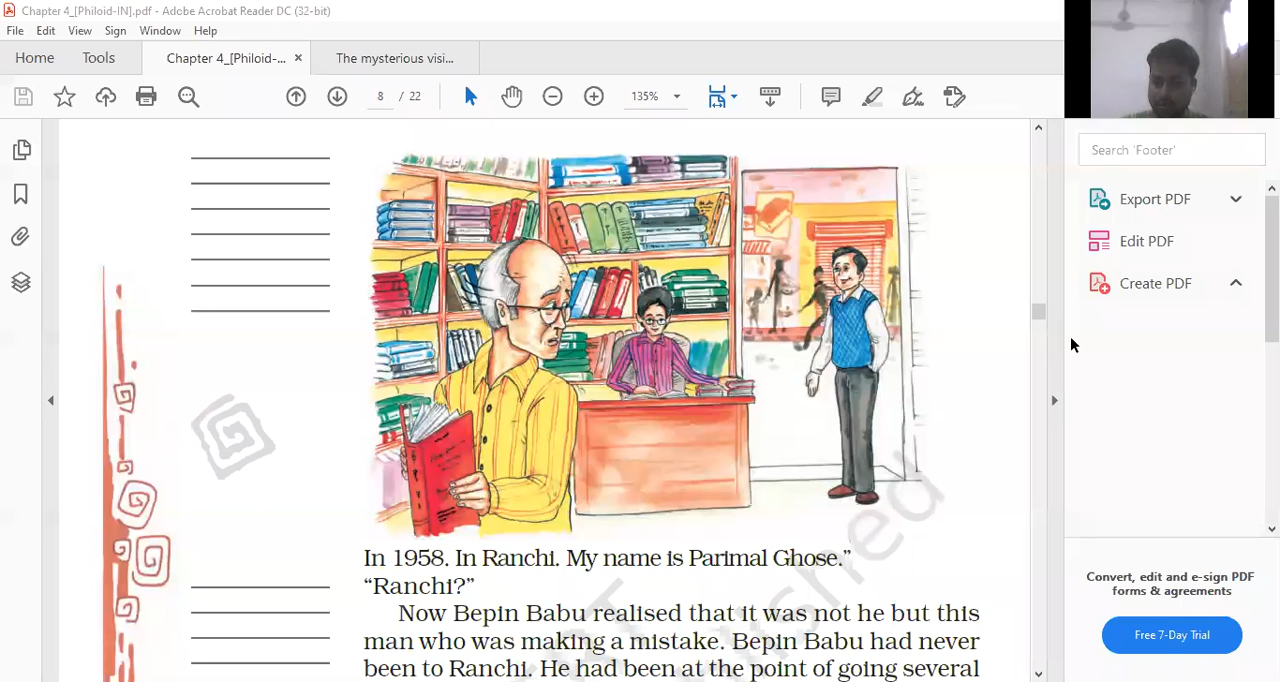 Chapter 4_[Philoid-IN].pdf - Adobe Acrobat Reader DC (32-bit)
File Edit View Sign Window Help
Home Tools Chapter 4_[Philoid-... × The mysterious visi...
8 / 22 135%
Search 'Footer'
Export PDF
Edit PDF
Create PDF
In 1958. In Ranchi. My name is Parimal Ghose.”
“Ranchi?”
Now Bepin Babu realised that it was not he but this
man who was making a mistake. Bepin Babu had never
been to Ranchi. He had been at the point of going several
Convert, edit and e-sign PDF
forms & agreements
Free 7-Day Trial